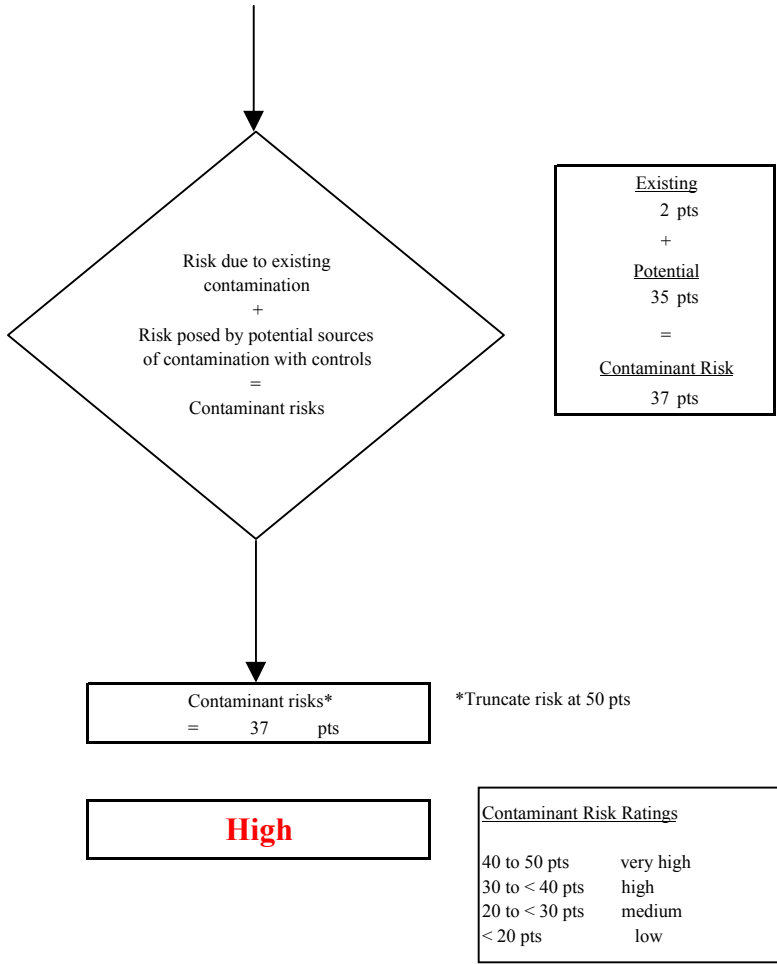 Risk due to existing
contamination
+
Risk posed by potential sources
of contamination with controls
=
Contaminant risks
Existing
2 pts
+
Potential
35 pts
=
Contaminant Risk
37 pts
Contaminant risks*
= 37 pts
*Truncate risk at 50 pts
High
Contaminant Risk Ratings
40 to 50 pts very high
30 to < 40 pts high
20 to < 30 pts medium
< 20 pts low